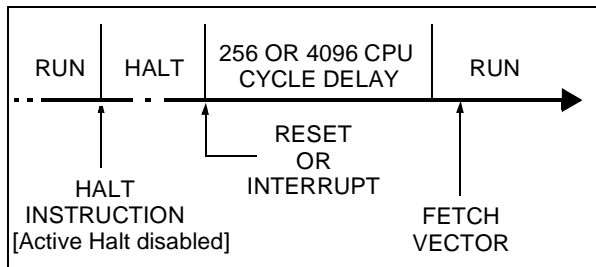 RUN
HALT
256 OR 4096 CPU
CYCLE DELAY
RUN
RESET
OR
INTERRUPT
HALT
INSTRUCTION
[Active Halt disabled]
FETCH
VECTOR